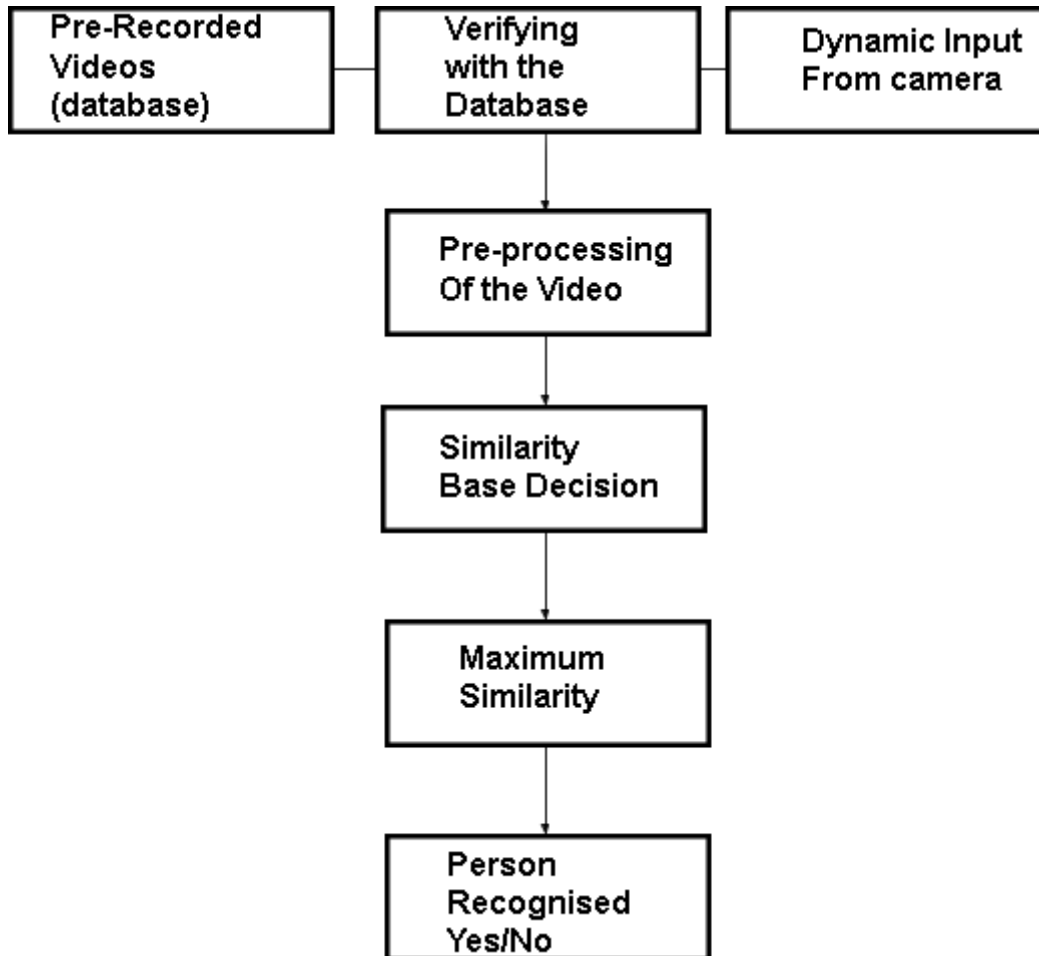 Pre-Recorded
Videos
(database)
Verifying
with the
Database
Dynamic Input
From camera
Pre-processing
Of the Video
Similarity
Base Decision
Maximum
Similarity
Person
Recognised
Yes/No